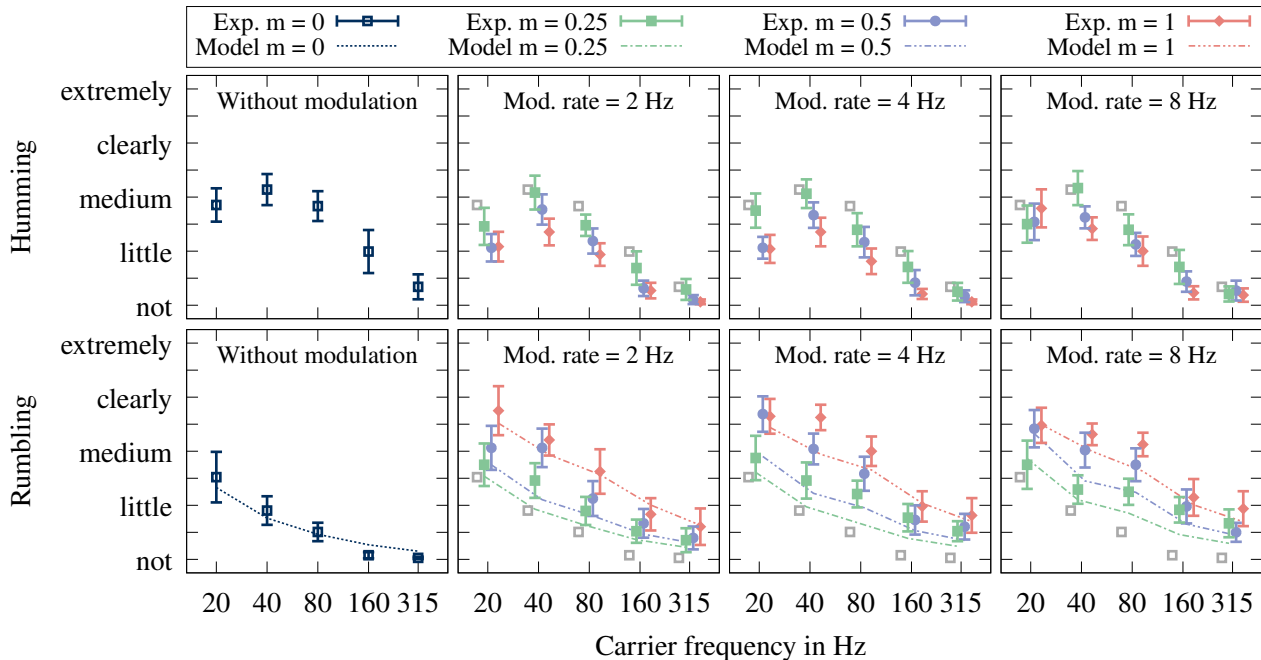 Exp. m = 0 Exp. m = 0.25 Exp. m = 0.5 Exp. m = 1
Model m = 0 Model m = 0.25 Model m = 0.5 Model m = 1
Humming
extremely
clearly
medium
little
not
Without modulation Mod. rate = 2 Hz Mod. rate = 4 Hz Mod. rate = 8 Hz
Rumbling
extremely
clearly
medium
little
not
Without modulation Mod. rate = 2 Hz Mod. rate = 4 Hz Mod. rate = 8 Hz
20 40 80 160 315 20 40 80 160 315 20 40 80 160 315 20 40 80 160 315
Carrier frequency in Hz